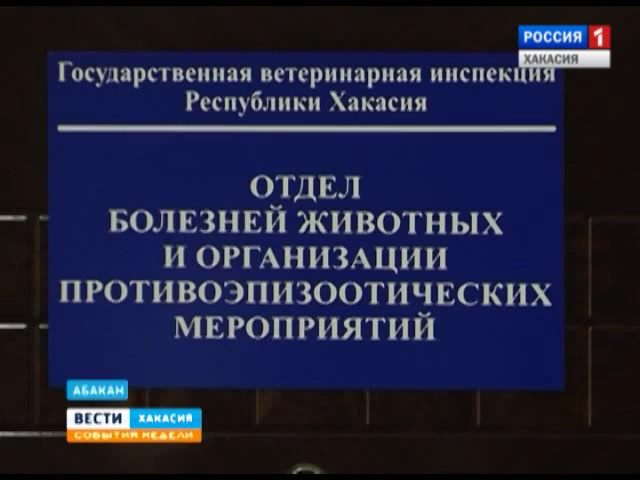 РОССИЯ 1
ХАКАСИЯ
Государственная ветеринарная инспекция
Республики Хакасия
ОТДЕЛ
БОЛЕЗНЕЙ ЖИВОТНЫХ
И ОРГАНИЗАЦИИ
ПРОТИВОЭПИЗООТИЧЕСКИХ
МЕРОПРИЯТИЙ
АБАКАН
ВЕСТИ ХАКАСИЯ
СОБЫТИЯ НЕДЕЛИ